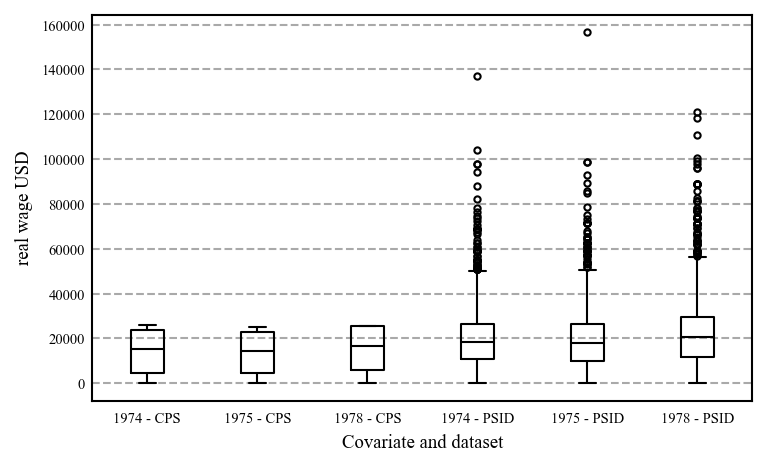 160000
140000
120000
100000
80000
60000
40000
20000
0
real wage USD
1974 - CPS
1975 - CPS
1978 - CPS
1974 - PSID
1975 - PSID
1978 - PSID
Covariate and dataset